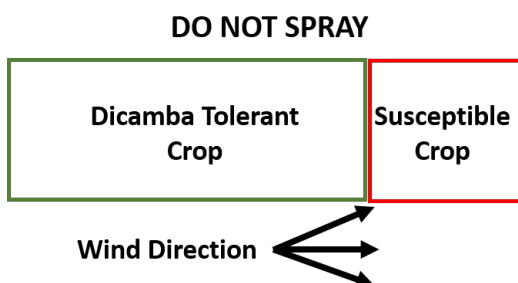 DO NOT SPRAY
Dicamba Tolerant
Crop
Susceptible
Crop
Wind Direction